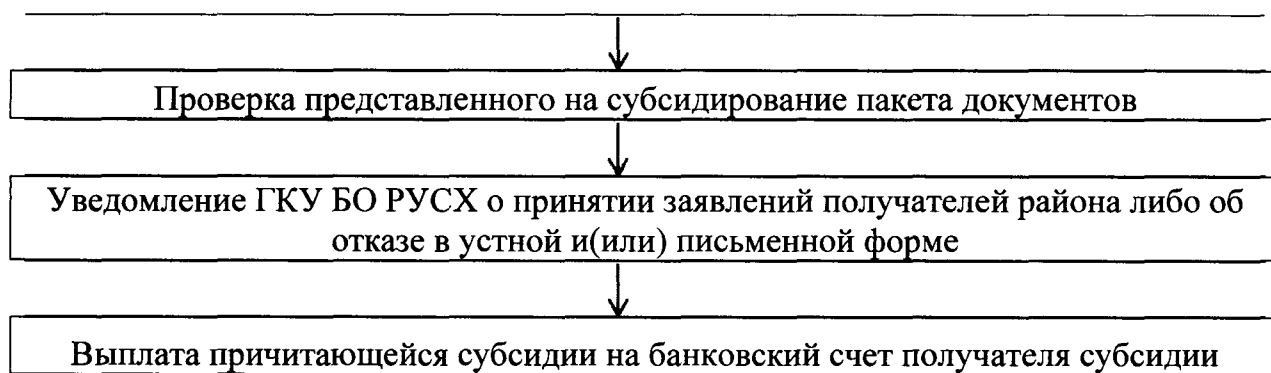 Проверка представленного на субсидирование пакета документов
Уведомление ГКУ БО РУСХ о принятии заявлений получателей района либо об
отказе в устной и(или) письменной форме
Выплата причитающейся субсидии на банковский счет получателя субсидии